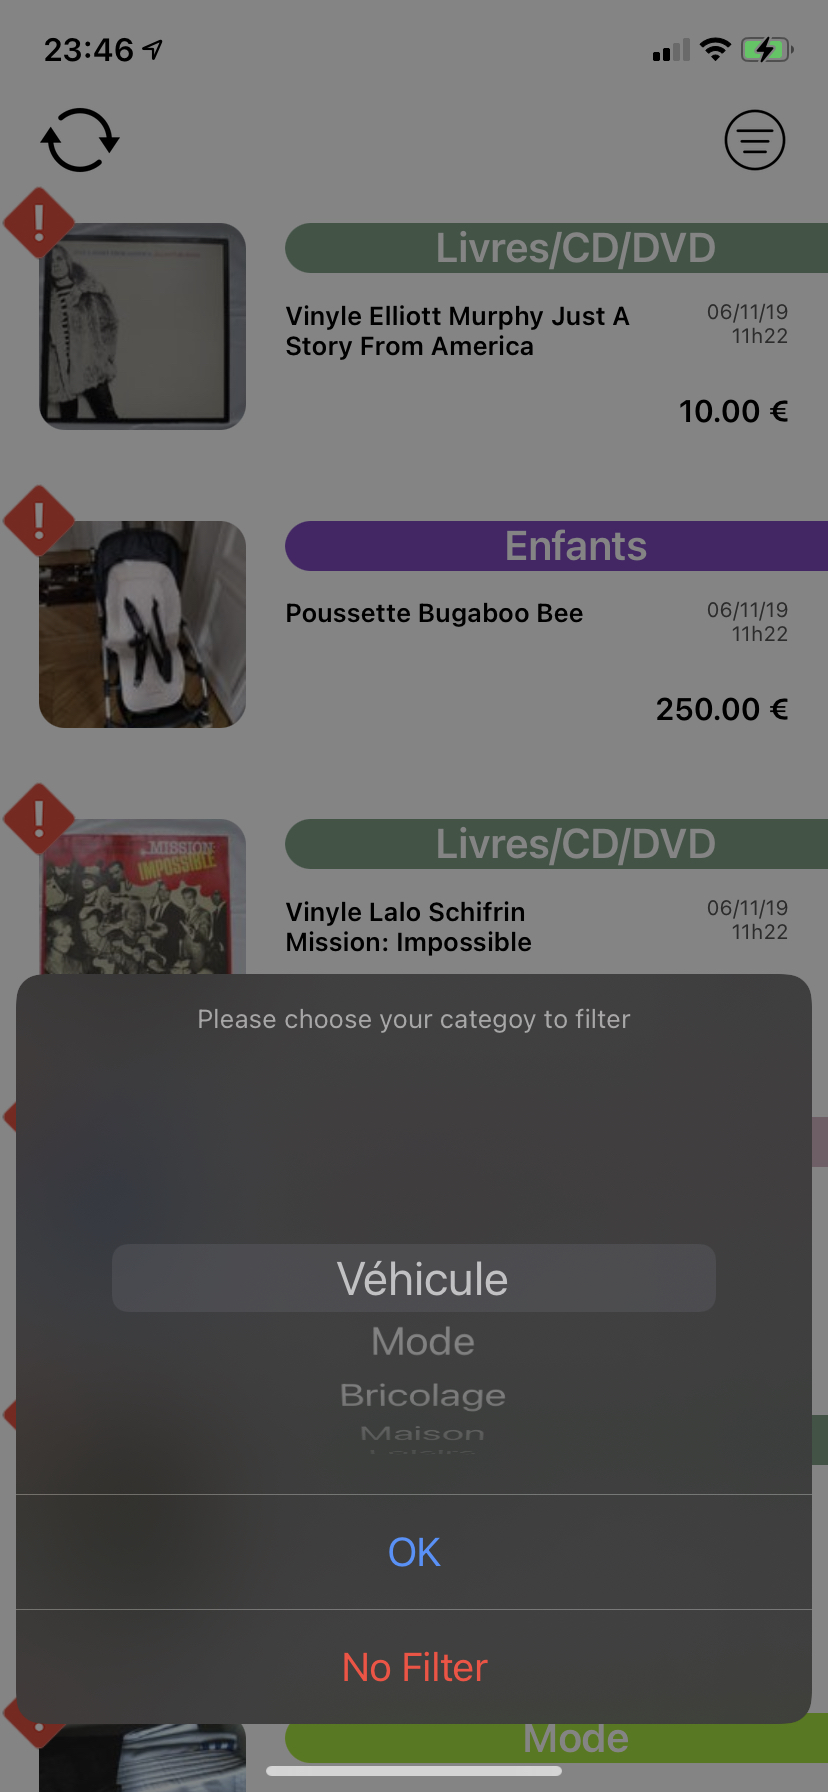 23:46
Livres/CD/DVD
Vinyle Elliott Murphy Just A
Story From America
06/11/19
11h22
10.00 €
Enfants
Poussette Bugaboo Bee
06/11/19
11h22
250.00 €
MISSION:
IMPOSSIBLE
Livres/CD/DVD
Vinyle Lalo Schifrin
Mission: Impossible
06/11/19
11h22
Please choose your categoy to filter
Véhicule
Mode
Bricolage
Maison
Loisirs
OK
No Filter
Mode